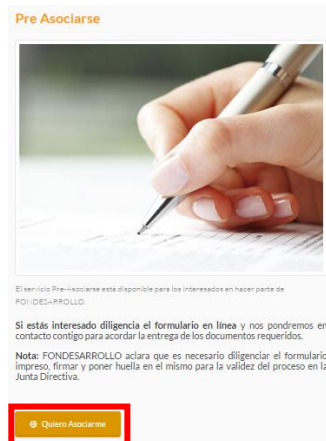 Pre Asociarse
El servicio Pre-Asociarse está disponible para los interesados en hacer parte de
FONDESARROLLO.
Si estás interesado diligencia el formulario en línea y nos pondremos en
contacto contigo para acordar la entrega de los documentos requeridos.
Nota: FONDESARROLLO aclara que es necesario diligenciar el formulario
impreso, firmar y poner huella en el mismo para la validez del proceso en la
Junta Directiva.
Quiero Asociarme